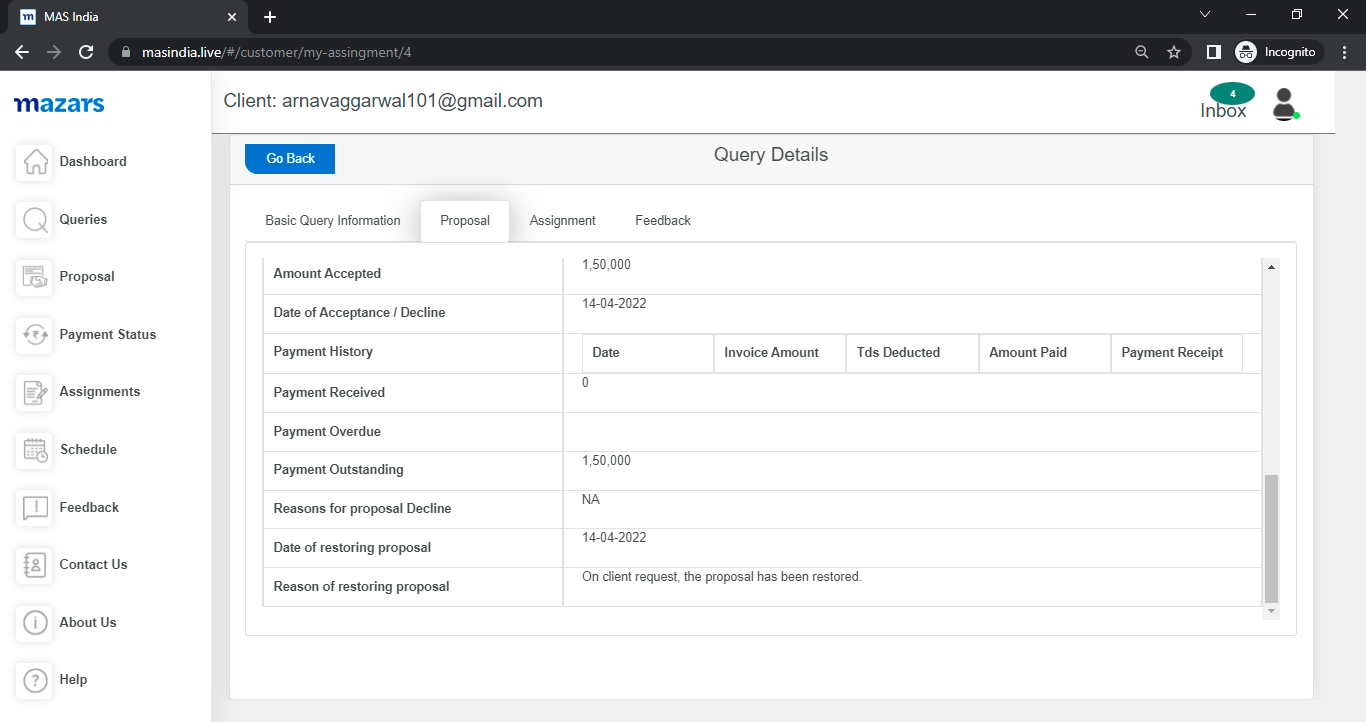 m MAS India
masindia.live/#/customer/my-assingment/4
Incognito
mazars
Client: arnavaggarwal101@gmail.com
4
Inbox
Dashboard
Queries
Proposal
Payment Status
Assignments
Schedule
Feedback
Contact Us
About Us
Help
Go Back
Query Details
Basic Query Information Proposal Assignment Feedback
Amount Accepted 1,50,000
Date of Acceptance / Decline 14-04-2022
Payment History Date Invoice Amount Tds Deducted Amount Paid Payment Receipt
Payment Received 0
Payment Overdue
Payment Outstanding 1,50,000
Reasons for proposal Decline NA
Date of restoring proposal 14-04-2022
Reason of restoring proposal On client request, the proposal has been restored.